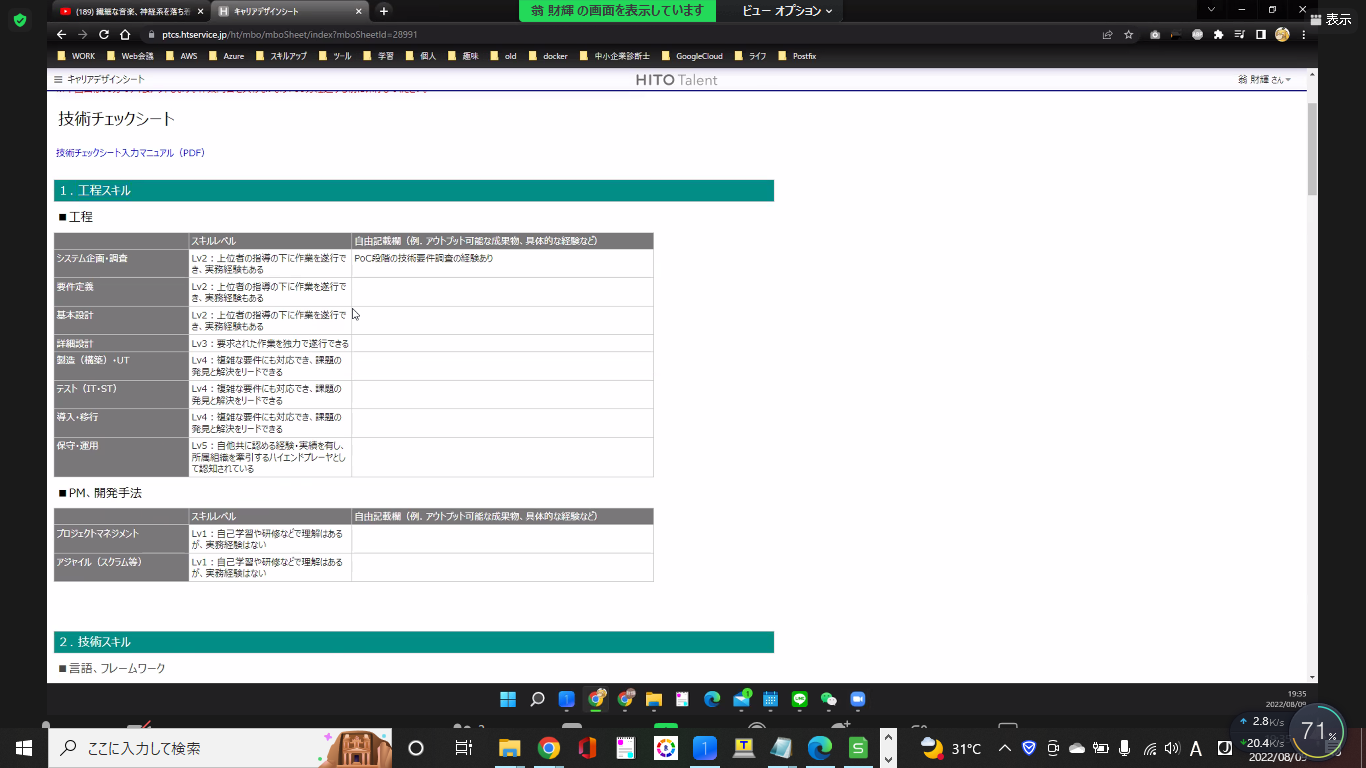 (189) 繊細な音楽、神経系を落ち着
キャリアデザインシート
翁 財輝 の画面を表示しています
ビュー オプション
表示
ptcs.htservice.jp/ht/mbo/mboSheet/index?mboSheetId=28991
WORK
Web会議
AWS
Azure
スキルアップ
ツール
学習
個人
趣味
old
docker
中小企業診断士
GoogleCloud
ライフ
Postfix
キャリアデザインシート
HITO Talent
翁 財輝 さん
技術チェックシート
技術チェックシート入力マニュアル（PDF）
１．工程スキル
■工程
スキルレベル
自由記載欄（例．アウトプット可能な成果物、具体的な経験など）
システム企画・調査
Lv2：上位者の指導の下に作業を遂行で
き、実務経験もある
PoC段階の技術要件調査の経験あり
要件定義
Lv2：上位者の指導の下に作業を遂行で
き、実務経験もある
基本設計
Lv2：上位者の指導の下に作業を遂行で
き、実務経験もある
詳細設計
Lv3：要求された作業を独力で遂行できる
製造（構築）・UT
Lv4：複雑な要件にも対応でき、課題の
発見と解決をリードできる
テスト（IT・ST）
Lv4：複雑な要件にも対応でき、課題の
発見と解決をリードできる
導入・移行
Lv4：複雑な要件にも対応でき、課題の
発見と解決をリードできる
保守・運用
Lv5：自他共に認める経験・実績を有し、
所属組織を牽引するハイエンドプレーヤとし
て認知されている
■PM、開発手法
スキルレベル
自由記載欄（例．アウトプット可能な成果物、具体的な経験など）
プロジェクトマネジメント
Lv1：自己学習や研修などで理解はある
が、実務経験はない
アジャイル（スクラム等）
Lv1：自己学習や研修などで理解はある
が、実務経験はない
２．技術スキル
■言語、フレームワーク
19:35
2022/08/09
ここに入力して検索
31°C
A
2.8K/s
20.4K/s
71%